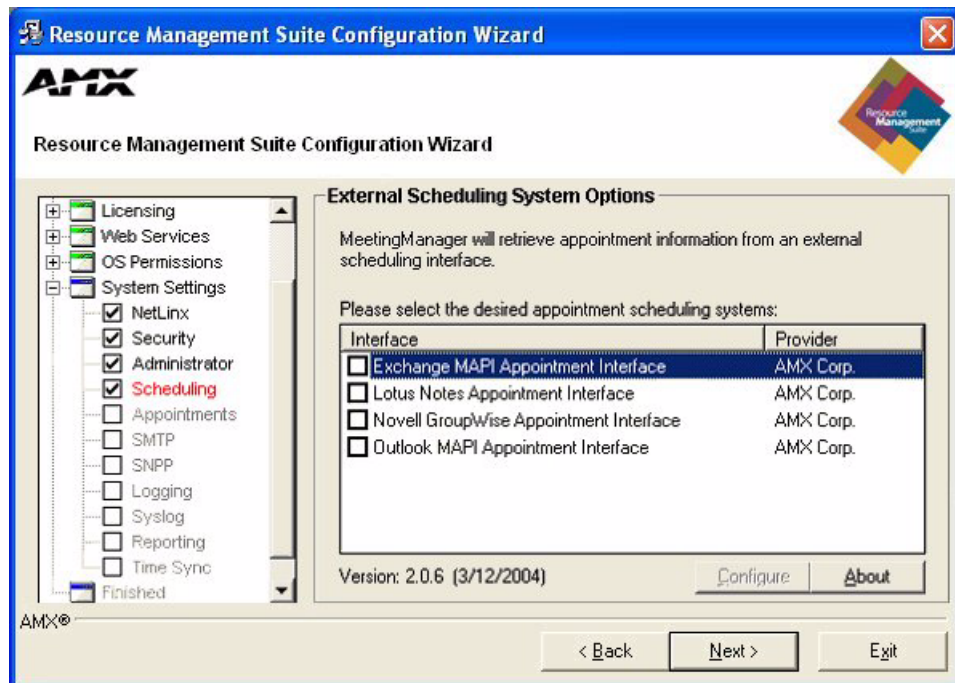 Resource Management Suite Configuration Wizard
AMX
Resource Management Suite
Resource Management Suite Configuration Wizard
Licensing
Web Services
OS Permissions
System Settings
NetLinx
Security
Administrator
Scheduling
Appointments
SMTP
SNPP
Logging
Syslog
Reporting
Time Sync
Finished
External Scheduling System Options
MeetingManager will retrieve appointment information from an external
scheduling interface.
Please select the desired appointment scheduling systems:
Interface Provider
Exchange MAPI Appointment Interface AMX Corp.
Lotus Notes Appointment Interface AMX Corp.
Novell GroupWise Appointment Interface AMX Corp.
Outlook MAPI Appointment Interface AMX Corp.
Version: 2.0.6 (3/12/2004) Configure About
AMX®
< Back Next > Exit